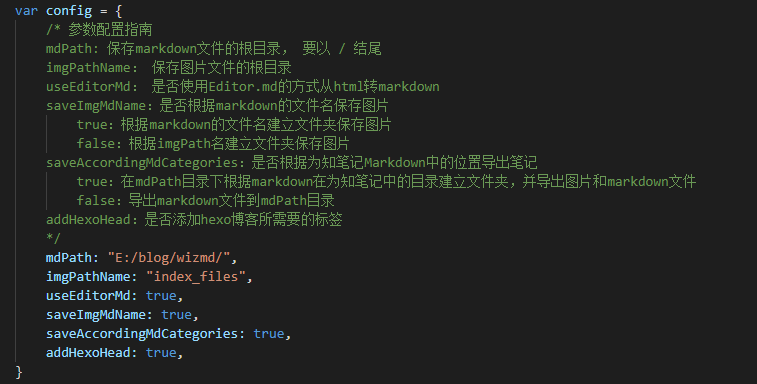 var config = {
/* 参数配置指南
mdPath: 保存markdown文件的根目录， 要以 / 结尾
imgPathName: 保存图片文件的根目录
useEditorMd: 是否使用Editor.md的方式从html转markdown
saveImgMdName：是否根据markdown的文件名保存图片
true：根据markdown的文件名建立文件夹保存图片
false：根据imgPath名建立文件夹保存图片
saveAccordingMdCategories：是否根据为知笔记Markdown中的位置导出笔记
true：在mdPath目录下根据markdown在为知笔记中的目录建立文件夹，并导出图片和markdown文件
false：导出markdown文件到mdPath目录
addHexoHead：是否添加hexo博客所需要的标签
*/
mdPath: "E:/blog/wizmd/",
imgPathName: "index_files",
useEditorMd: true,
saveImgMdName: true,
saveAccordingMdCategories: true,
addHexoHead: true,
}